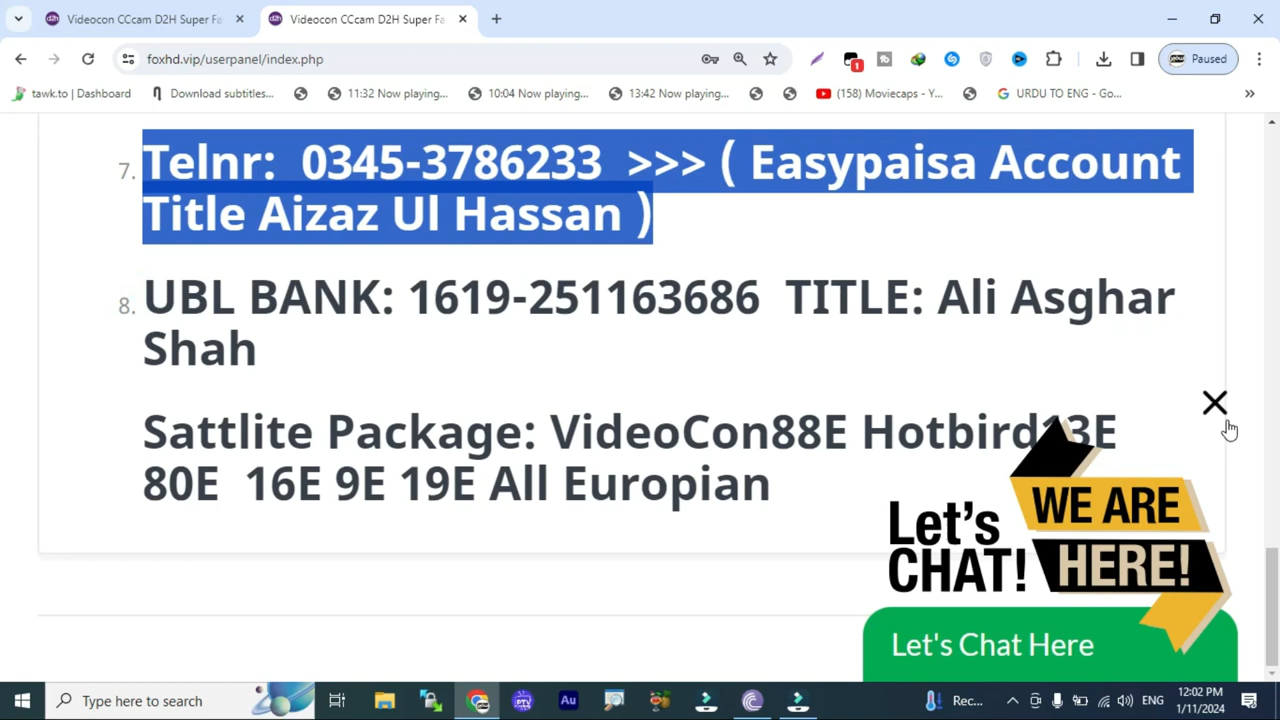 Videocon CCcam D2H Super Fa
Videocon CCcam D2H Super Fa
foxhd.vip/userpanel/index.php
1
Paused
tawk.to | Dashboard
Download subtitles...
11:32 Now playing...
10:04 Now playing...
13:42 Now playing...
(158) Moviecaps - Y...
URDU TO ENG - Go...
7. Telnr: 0345-3786233 >>> ( Easypaisa Account
Title Aizaz Ul Hassan )
8. UBL BANK: 1619-251163686 TITLE: Ali Asghar
Shah
Sattlite Package: VideoCon88E Hotbird13E
80E 16E 9E 19E All Europian
Let's
CHAT!
WE ARE
HERE!
Let's Chat Here
Type here to search
PTV
Au
Rec...
ENG
12:02 PM
1/11/2024